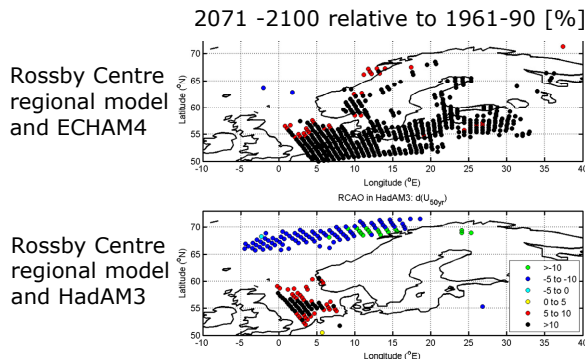 2071 -2100 relative to 1961-90 [%]
Rossby Centre
regional model
and ECHAM4
Latitude (°N)
70
65
60
55
50
-10 -5 0 5 10 15 20 25 30 35 40
Longitude (°E)
RCAO in HadAM3: d(U50yr)
Rossby Centre
regional model
and HadAM3
Latitude (°N)
70
65
60
55
50
>-10
-5 to -10
-5 to 0
0 to 5
5 to 10
>10
-10 -5 0 5 10 15 20 25 30 35 40
Longitude (°E)